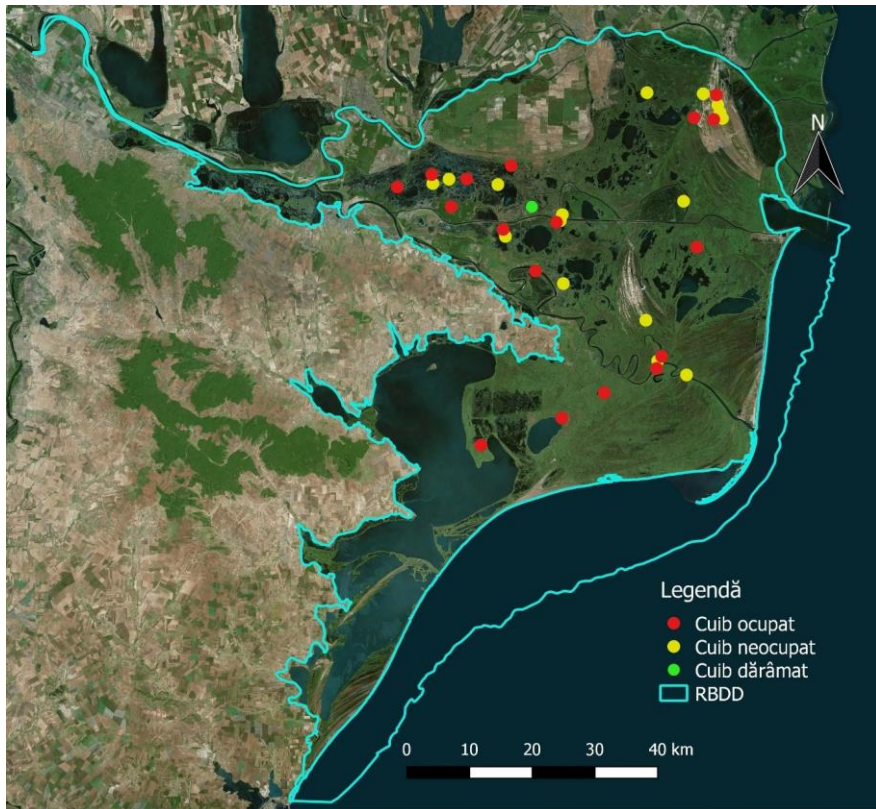 N
Legendă
Cuib ocupat
Cuib neocupat
Cuib dărâmat
RBDD
0 10 20 30 40 km